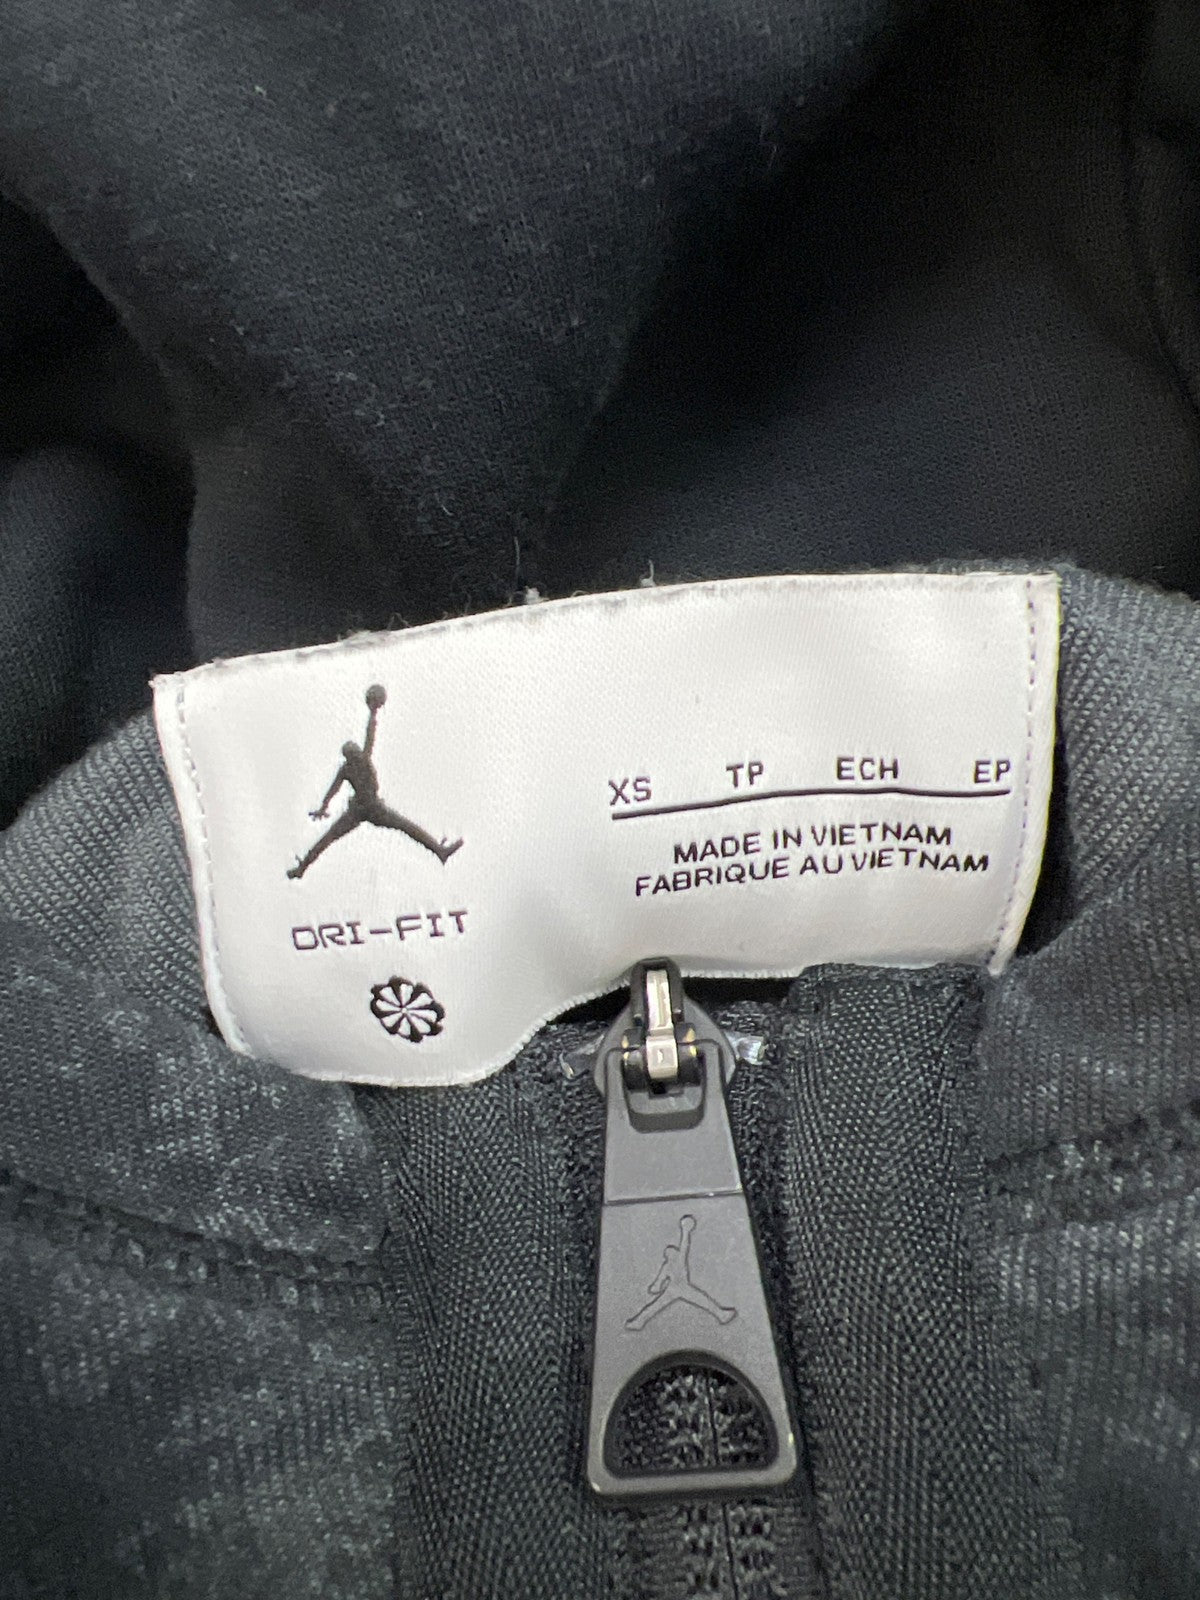 DRI-FIT
XS TP ECH EP
MADE IN VIETNAM
FABRIQUE AU VIETNAM